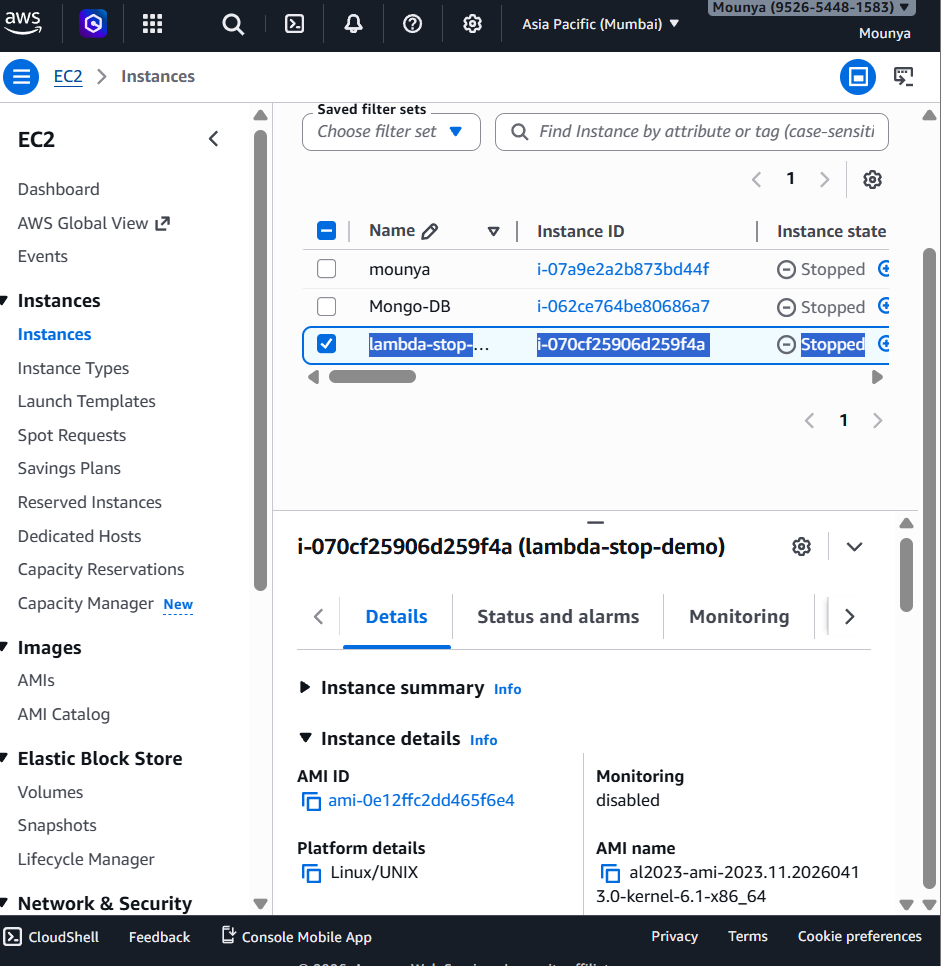 aws
Asia Pacific (Mumbai)
Mounya (9526-5448-1583)
Mounya
EC2
Instances
EC2
Dashboard
AWS Global View
Events
Instances
Instances
Instance Types
Launch Templates
Spot Requests
Savings Plans
Reserved Instances
Dedicated Hosts
Capacity Reservations
Capacity Manager New
Images
AMIs
AMI Catalog
Elastic Block Store
Volumes
Snapshots
Lifecycle Manager
Network & Security
Saved filter sets
Choose filter set
Find Instance by attribute or tag (case-sensiti
1
Name Instance ID Instance state
mounya i-07a9e2a2b873bd44f Stopped
Mongo-DB i-062ce764be80686a7 Stopped
lambda-stop-... i-070cf25906d259f4a Stopped
1
i-070cf25906d259f4a (lambda-stop-demo)
Details Status and alarms Monitoring
Instance summary Info
Instance details Info
AMI ID
ami-0e12ffc2dd465f6e4
Monitoring
disabled
Platform details
Linux/UNIX
AMI name
al2023-ami-2023.11.2026041
3.0-kernel-6.1-x86_64
CloudShell Feedback Console Mobile App Privacy Terms Cookie preferences